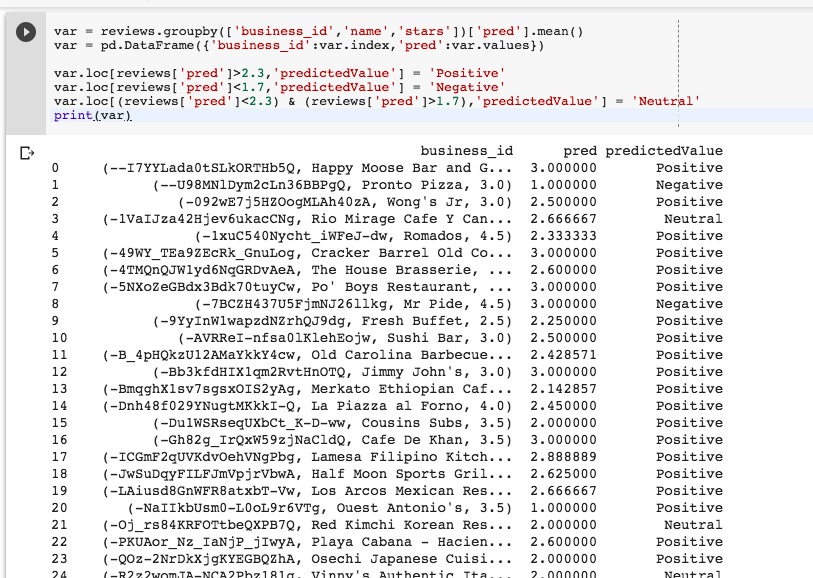 var = reviews.groupby(['business_id','name','stars'])['pred'].mean()
var = pd.DataFrame({'business_id':var.index,'pred':var.values})
var.loc[reviews['pred']>2.3,'predictedValue'] = 'Positive'
var.loc[reviews['pred']<1.7,'predictedValue'] = 'Negative'
var.loc[(reviews['pred']<2.3) & (reviews['pred']>1.7),'predictedValue'] = 'Neutral'
print(var)
business_id pred predictedValue
0 (--I7YYLada0tSLkORTHb5Q, Happy Moose Bar and G... 3.000000 Positive
1 (--U98MNlDym2cLn36BBPgQ, Pronto Pizza, 3.0) 1.000000 Negative
2 (-092wE7j5HZOogMLAh40zA, Wong's Jr, 3.0) 2.500000 Positive
3 (-1VaIJza42Hjev6ukacCNg, Rio Mirage Cafe Y Can... 2.666667 Neutral
4 (-1xuC540Nycht_iWFeJ-dw, Romados, 4.5) 2.333333 Positive
5 (-49WY_TEa9ZEcRk_GnuLog, Cracker Barrel Old Co... 3.000000 Positive
6 (-4TMQnQJW1yd6NqGRDvAeA, The House Brasserie, ... 2.600000 Positive
7 (-5NXoZeGBdx3Bdk70tuyCw, Po' Boys Restaurant, ... 3.000000 Positive
8 (-7BCZH437U5FjmNJ26llkg, Mr Pide, 4.5) 3.000000 Negative
9 (-9YyInW1wapzdNZrhQJ9dg, Fresh Buffet, 2.5) 2.250000 Positive
10 (-AVRReI-nfsa0lKlehEojw, Sushi Bar, 3.0) 2.500000 Positive
11 (-B_4pHQkzU12AMaYkkY4cw, Old Carolina Barbecue... 2.428571 Positive
12 (-Bb3kfdHIX1qm2RvtHnOTQ, Jimmy John's, 3.0) 3.000000 Positive
13 (-BmqghX1sv7sgsxOIS2yAg, Merkato Ethiopian Caf... 2.142857 Positive
14 (-Dnh48f029YNugtMKkkI-Q, La Piazza al Forno, 4.0) 2.450000 Positive
15 (-Du1WSRseqUXbCt_K-D-ww, Cousins Subs, 3.5) 2.000000 Positive
16 (-Gh82g_IrQxW59zjNaCldQ, Cafe De Khan, 3.5) 3.000000 Positive
17 (-ICGmF2qUVKdvOehVNgPbg, Lamesa Filipino Kitch... 2.888889 Positive
18 (-JwSuDqyFILFJmVpjrVbwA, Half Moon Sports Gril... 2.625000 Positive
19 (-LAiusd8GnWFR8atxbT-Vw, Los Arcos Mexican Res... 2.666667 Positive
20 (-NaIIkbUsm0-L0oL9r6VTg, Ouest Antonio's, 3.5) 1.000000 Positive
21 (-Oj_rs84KRFOTtbeQXPB7Q, Red Kimchi Korean Res... 2.000000 Neutral
22 (-PKUAor_Nz_IaNjP_jIwyA, Playa Cabana - Hacien... 2.600000 Positive
23 (-QOz-2NrDkXjgKYEGBQZhA, Osechi Japanese Cuisi... 2.000000 Positive
24 (-R2z2womJA-NCA2Pbzl81g, Vinny's Authentic Ita... 2.000000 Neutral